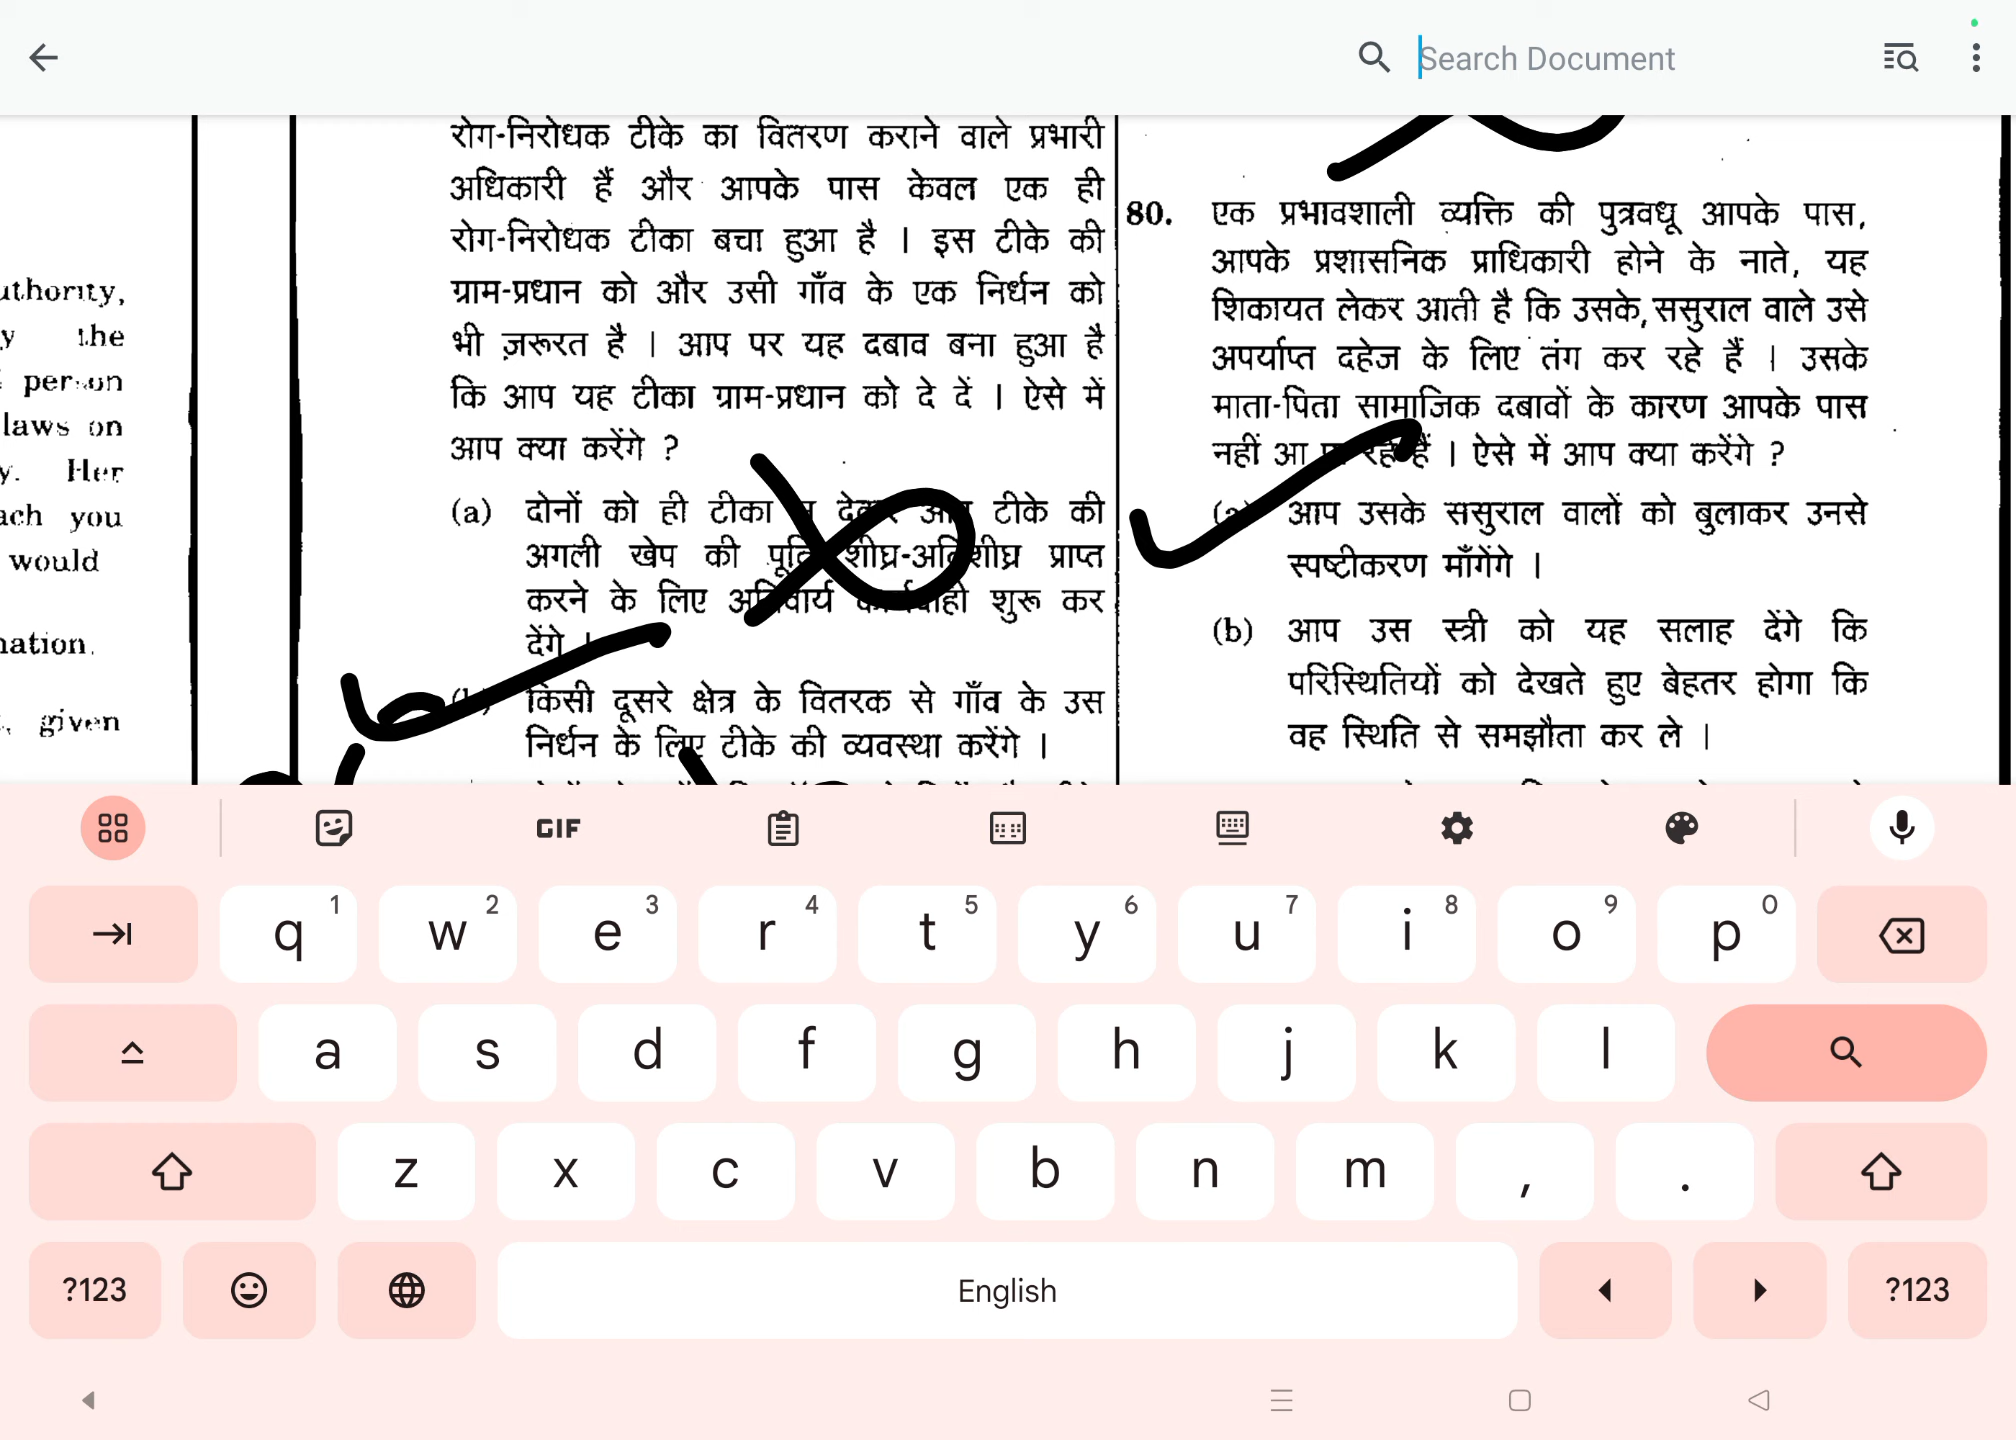 Search Document
uthority,
y the
person
laws on
y. Her
ach you
would
nation.
given
रोग-निरोधक टीके का वितरण कराने वाले प्रभारी
अधिकारी हैं और आपके पास केवल एक ही
रोग-निरोधक टीका बचा हुआ है । इस टीके की
ग्राम-प्रधान को और उसी गाँव के एक निर्धन को
भी ज़रूरत है । आप पर यह दबाव बना हुआ है
कि आप यह टीका ग्राम-प्रधान को दे दें । ऐसे में
आप क्या करेंगे ?
(a) दोनों को ही टीका देकर टीके की
अगली खेप की पूर्ति शीघ्र-अतिशीघ्र प्राप्त
करने के लिए अनिवार्य कार्यवाही शुरू कर
देंगे ।
(b) किसी दूसरे क्षेत्र के वितरक से गाँव के उस
निर्धन के लिए टीके की व्यवस्था करेंगे ।
80. एक प्रभावशाली व्यक्ति की पुत्रवधू आपके पास,
आपके प्रशासनिक प्राधिकारी होने के नाते, यह
शिकायत लेकर आती है कि उसके ससुराल वाले उसे
अपर्याप्त दहेज के लिए तंग कर रहे हैं । उसके
माता-पिता सामाजिक दबावों के कारण आपके पास
नहीं आ पा रहे हैं । ऐसे में आप क्या करेंगे ?
(a) आप उसके ससुराल वालों को बुलाकर उनसे
स्पष्टीकरण माँगेंगे ।
(b) आप उस स्त्री को यह सलाह देंगे कि
परिस्थितियों को देखते हुए बेहतर होगा कि
वह स्थिति से समझौता कर ले ।
GIF
q 1 w 2 e 3 r 4 t 5 y 6 u 7 i 8 o 9 p 0
a s d f g h j k l
z x c v b n m , .
?123 English ?123